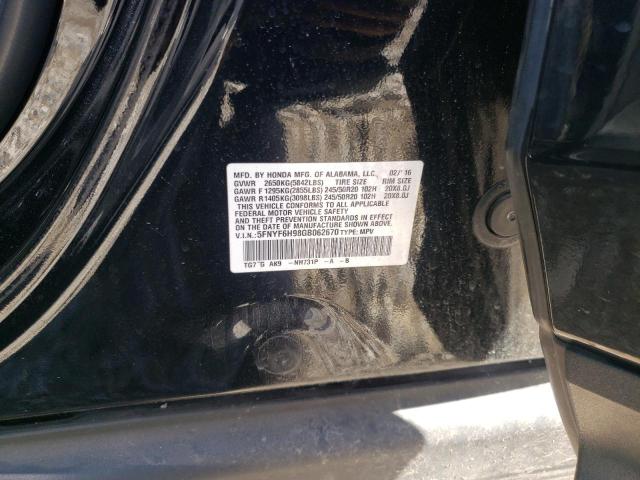 MFD. BY HONDA MFG. OF ALABAMA, LLC. 02/16
GVWR 2650KG(5842LBS) TIRE SIZE RIM SIZE
GAWR F 1295KG(2855LBS) 245/50R20 102H 20X8.0J
GAWR R 1405KG(3098LBS) 245/50R20 102H 20X8.0J
THIS VEHICLE CONFORMS TO ALL APPLICABLE
FEDERAL MOTOR VEHICLE SAFETY
AND THEFT PREVENTION STANDARDS IN EFFECT
ON THE DATE OF MANUFACTURE SHOWN ABOVE.
V.I.N.: 5FNYF6H98GB062670 TYPE: MPV
TG7 G AK9 -NH731P -A -B